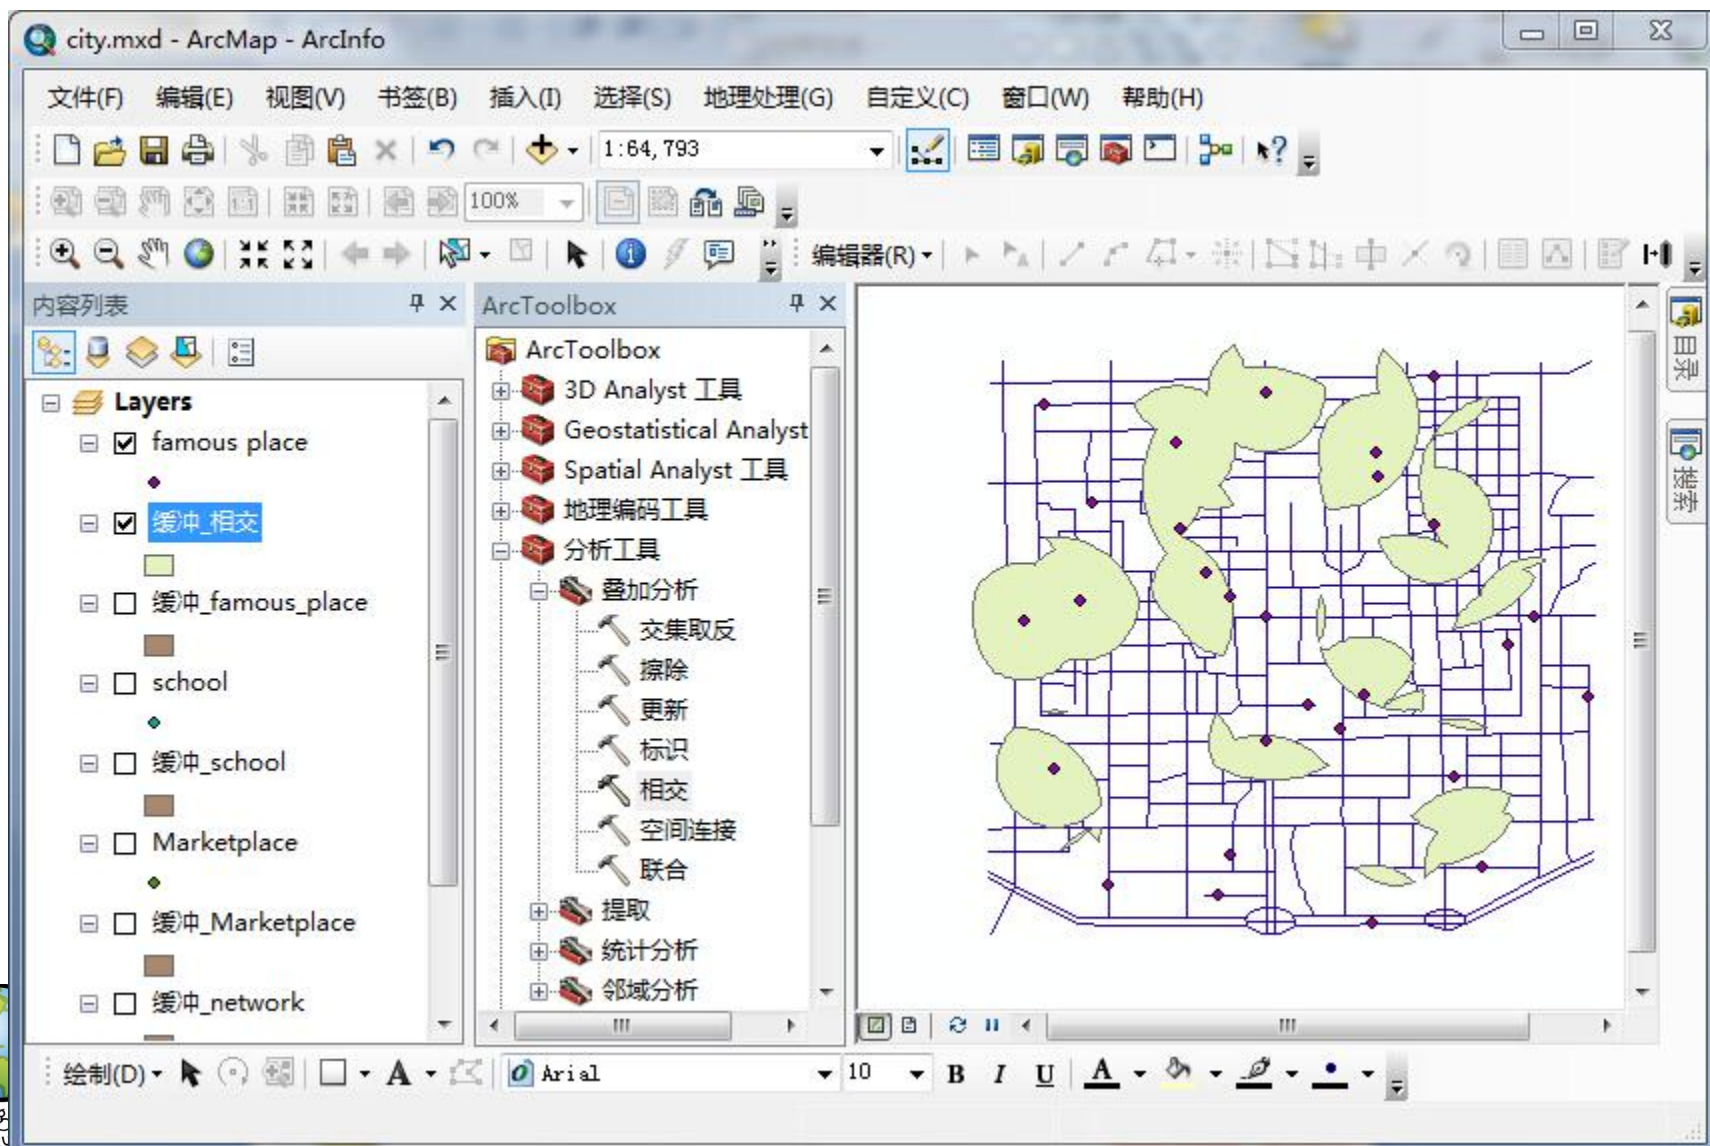 city.mxd - ArcMap - ArcInfo
文件(F) 编辑(E) 视图(V) 书签(B) 插入(I) 选择(S) 地理处理(G) 自定义(C) 窗口(W) 帮助(H)
1:64,793
100%
编辑器(R)
内容列表
ArcToolbox
Layers
famous place
缓冲_相交
缓冲_famous_place
school
缓冲_school
Marketplace
缓冲_Marketplace
缓冲_network
ArcToolbox
3D Analyst 工具
Geostatistical Analyst
Spatial Analyst 工具
地理编码工具
分析工具
叠加分析
交集取反
擦除
更新
标识
相交
空间连接
联合
提取
统计分析
邻域分析
目录
搜索
绘制(D) A Arial 10 B I U A